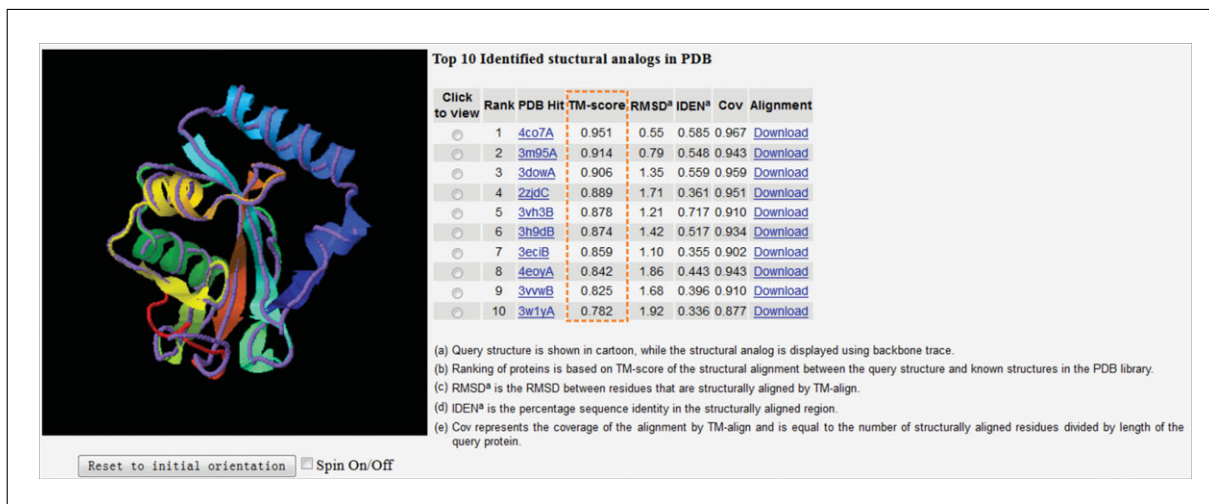 Top 10 Identified stuctural analogs in PDB
Click to view Rank PDB Hit TM-score RMSDª IDENª Cov Alignment
1 4co7A 0.951 0.55 0.585 0.967 Download
2 3m95A 0.914 0.79 0.548 0.943 Download
3 3dowA 0.906 1.35 0.559 0.959 Download
4 2zjdC 0.889 1.71 0.361 0.951 Download
5 3vh3B 0.878 1.21 0.717 0.910 Download
6 3h9dB 0.874 1.42 0.517 0.934 Download
7 3eciB 0.859 1.10 0.355 0.902 Download
8 4eoyA 0.842 1.86 0.443 0.943 Download
9 3vvwB 0.825 1.68 0.396 0.910 Download
10 3w1yA 0.782 1.92 0.336 0.877 Download
(a) Query structure is shown in cartoon, while the structural analog is displayed using backbone trace.
(b) Ranking of proteins is based on TM-score of the structural alignment between the query structure and known structures in the PDB library.
(c) RMSDª is the RMSD between residues that are structurally aligned by TM-align.
(d) IDENª is the percentage sequence identity in the structurally aligned region.
(e) Cov represents the coverage of the alignment by TM-align and is equal to the number of structurally aligned residues divided by length of the
query protein.
Reset to initial orientation Spin On/Off